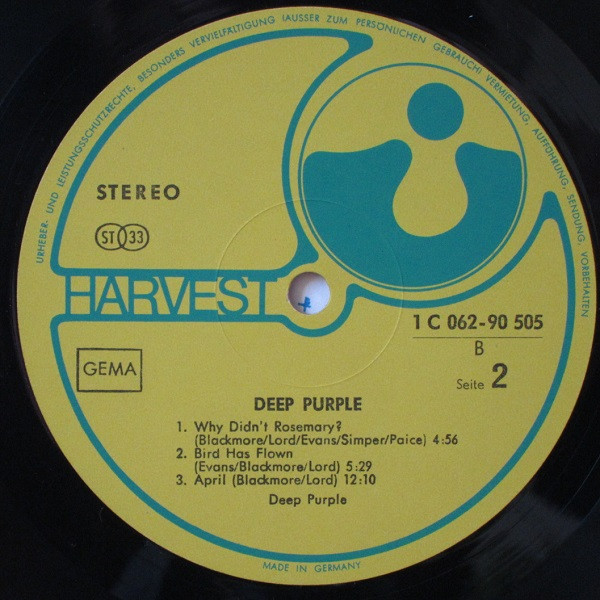 URHEBER- UND LEISTUNGSSCHUTZRECHTE, BESONDERS VERVIELFÄLTIGUNG (AUSSER ZUM PERSÖNLICHEN GEBRAUCH) VERMIETUNG, AUFFÜHRUNG, SENDUNG, VORBEHALTEN
STEREO
ST 33
HARVEST
1 C 062-90 505
B
GEMA
Seite 2
DEEP PURPLE
1. Why Didn't Rosemary?
(Blackmore/Lord/Evans/Simper/Paice) 4:56
2. Bird Has Flown
(Evans/Blackmore/Lord) 5:29
3. April (Blackmore/Lord) 12:10
Deep Purple
MADE IN GERMANY